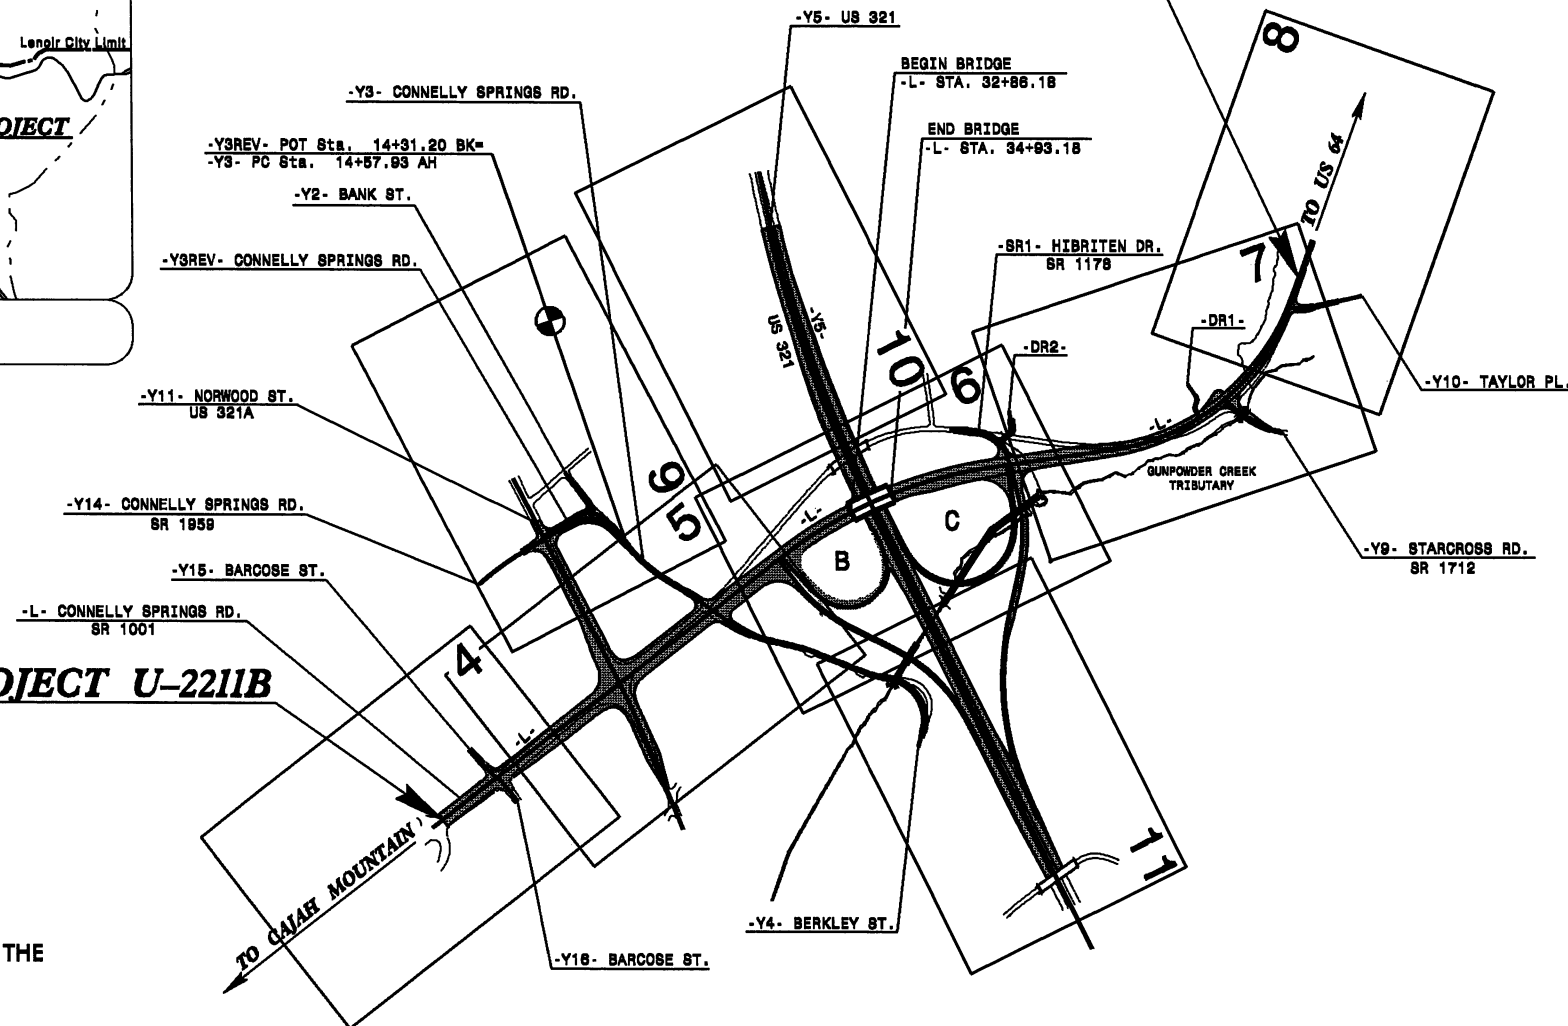 Lenoir City Limit
OJECT
-Y5- US 321
BEGIN BRIDGE
-L- STA. 32+86.18
END BRIDGE
-L- STA. 34+93.18
-Y3- CONNELLY SPRINGS RD.
-Y3REV- POT Sta. 14+31.20 BK=
-Y3- PC Sta. 14+57.93 AH
-Y2- BANK ST.
-Y3REV- CONNELLY SPRINGS RD.
-SR1- HIBRITEN DR.
SR 1178
8
TO US 64
7
-DR1-
-DR2-
-Y10- TAYLOR PL.
-Y5-
US 321
10
6
-Y11- NORWOOD ST.
US 321A
-L-
GUNPOWDER CREEK
TRIBUTARY
9
5
-Y14- CONNELLY SPRINGS RD.
SR 1959
-L-
C
B
-Y9- STARCROSS RD.
SR 1712
-Y15- BARCOSE ST.
-L- CONNELLY SPRINGS RD.
SR 1001
4
OJECT U-2211B
-L-
11
TO CAJAH MOUNTAIN
-Y4- BERKLEY ST.
THE
-Y16- BARCOSE ST.